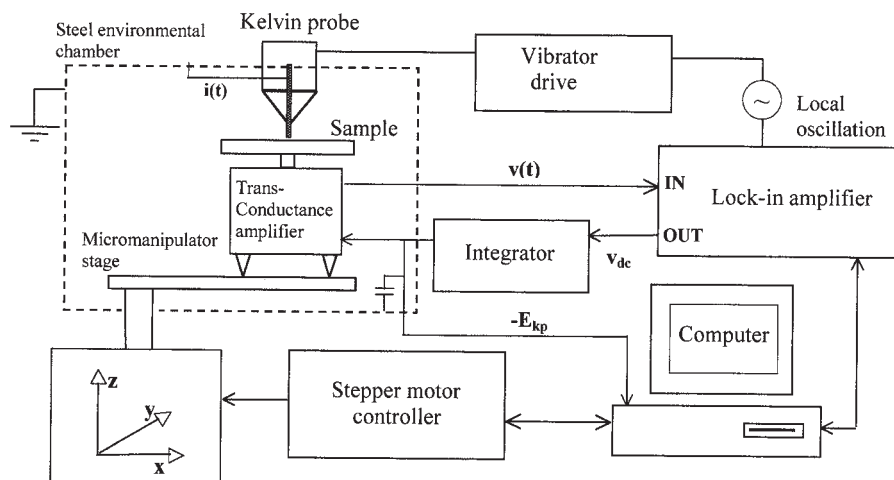 Kelvin probe
Steel environmental
chamber
i(t)
Vibrator
drive
~
Local
oscillation
Sample
Trans-
Conductance
amplifier
v(t)
IN
Lock-in amplifier
OUT
Micromanipulator
stage
Integrator
v_dc
-E_kp
Computer
Stepper motor
controller
z
y
x